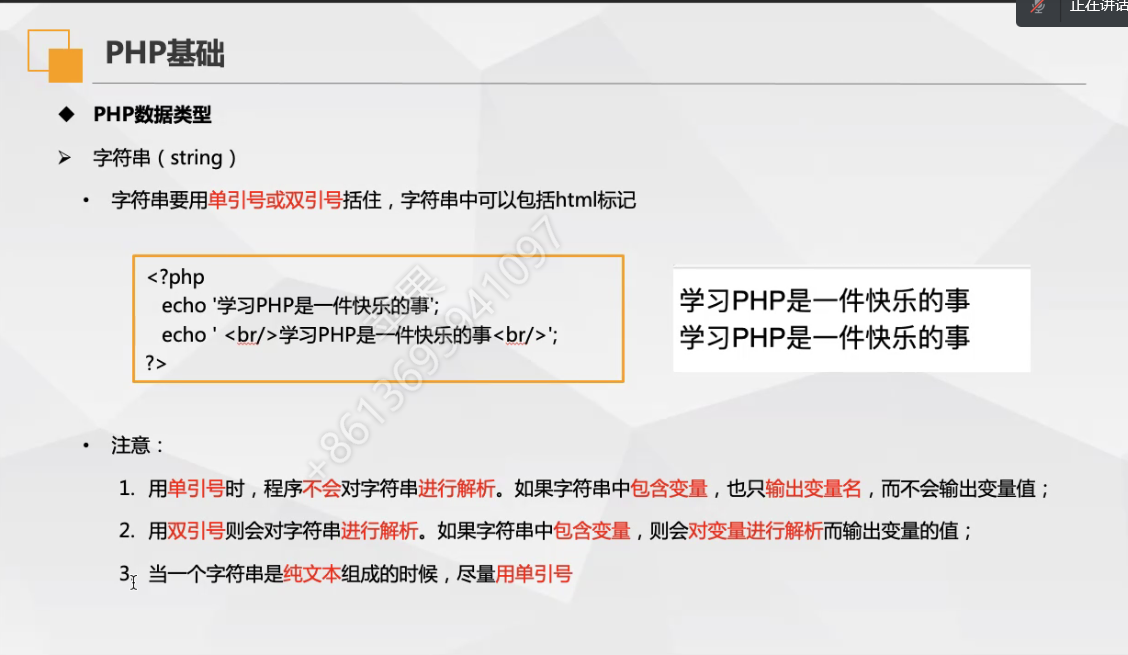 正在讲话
PHP基础
◆ PHP数据类型
➢ 字符串（string）
• 字符串要用单引号或双引号括住，字符串中可以包括html标记
<?php
echo '学习PHP是一件快乐的事';
echo ' <br/>学习PHP是一件快乐的事<br/>';
?>
学习PHP是一件快乐的事
学习PHP是一件快乐的事
• 注意：
1. 用单引号时，程序不会对字符串进行解析。如果字符串中包含变量，也只输出变量名，而不会输出变量值；
2. 用双引号则会对字符串进行解析。如果字符串中包含变量，则会对变量进行解析而输出变量的值；
3. 当一个字符串是纯文本组成的时候，尽量用单引号
+8613699941097